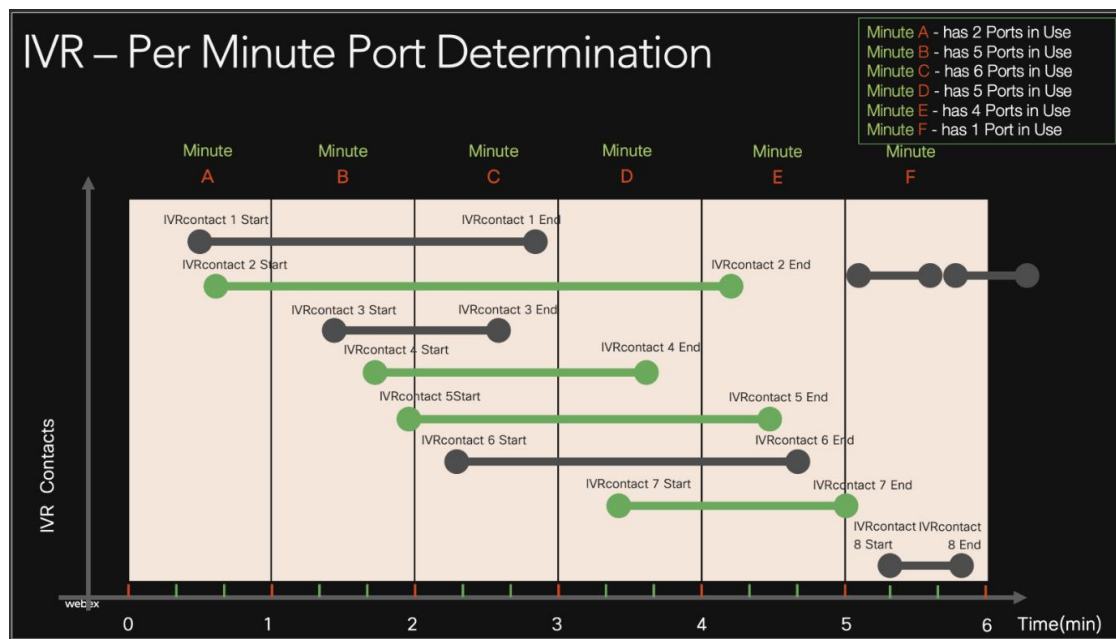 IVR – Per Minute Port Determination
Minute A - has 2 Ports in Use
Minute B - has 5 Ports in Use
Minute C - has 6 Ports in Use
Minute D - has 5 Ports in Use
Minute E - has 4 Ports in Use
Minute F - has 1 Port in Use
Minute Minute Minute Minute Minute Minute
A B C D E F
IVRcontact 1 Start IVRcontact 1 End
IVRcontact 2 Start IVRcontact 2 End
IVRcontact 3 Start IVRcontact 3 End
IVRcontact 4 Start IVRcontact 4 End
IVRcontact 5Start IVRcontact 5 End
IVRcontact 6 Start IVRcontact 6 End
IVRcontact 7 Start IVRcontact 7 End
IVRcontact IVRcontact
8 Start 8 End
IVR Contacts
webex
0 1 2 3 4 5 6 Time(min)